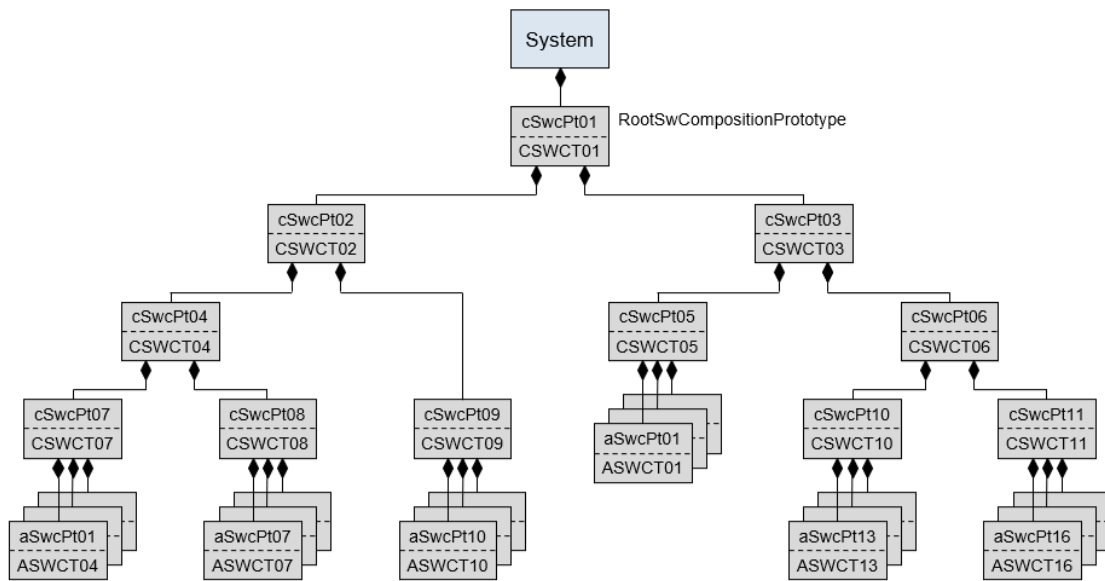 System
cSwcPt01
CSWCT01
RootSwCompositionPrototype
cSwcPt02
CSWCT02
cSwcPt03
CSWCT03
cSwcPt04
CSWCT04
cSwcPt05
CSWCT05
cSwcPt06
CSWCT06
cSwcPt07
CSWCT07
cSwcPt08
CSWCT08
cSwcPt09
CSWCT09
aSwcPt01
ASWCT01
cSwcPt10
CSWCT10
cSwcPt11
CSWCT11
aSwcPt01
ASWCT04
aSwcPt07
ASWCT07
aSwcPt10
ASWCT10
aSwcPt13
ASWCT13
aSwcPt16
ASWCT16